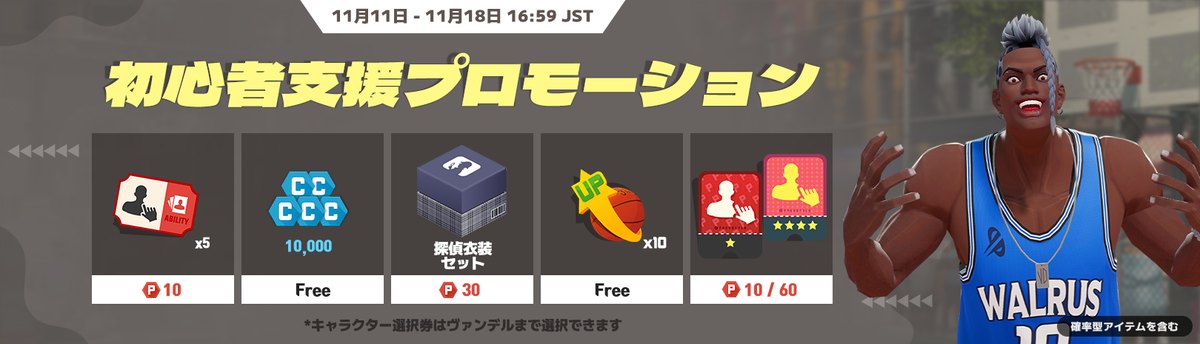 11月11日 - 11月18日 16:59 JST
初心者支援プロモーション
ABILITY
x5
P 10
C C
C C C
10,000
Free
探偵衣装
セット
P 30
UP
x10
Free
P 10 / 60
*キャラクター選択券はヴァンデルまで選択できます
WALRUS
確率型アイテムを含む